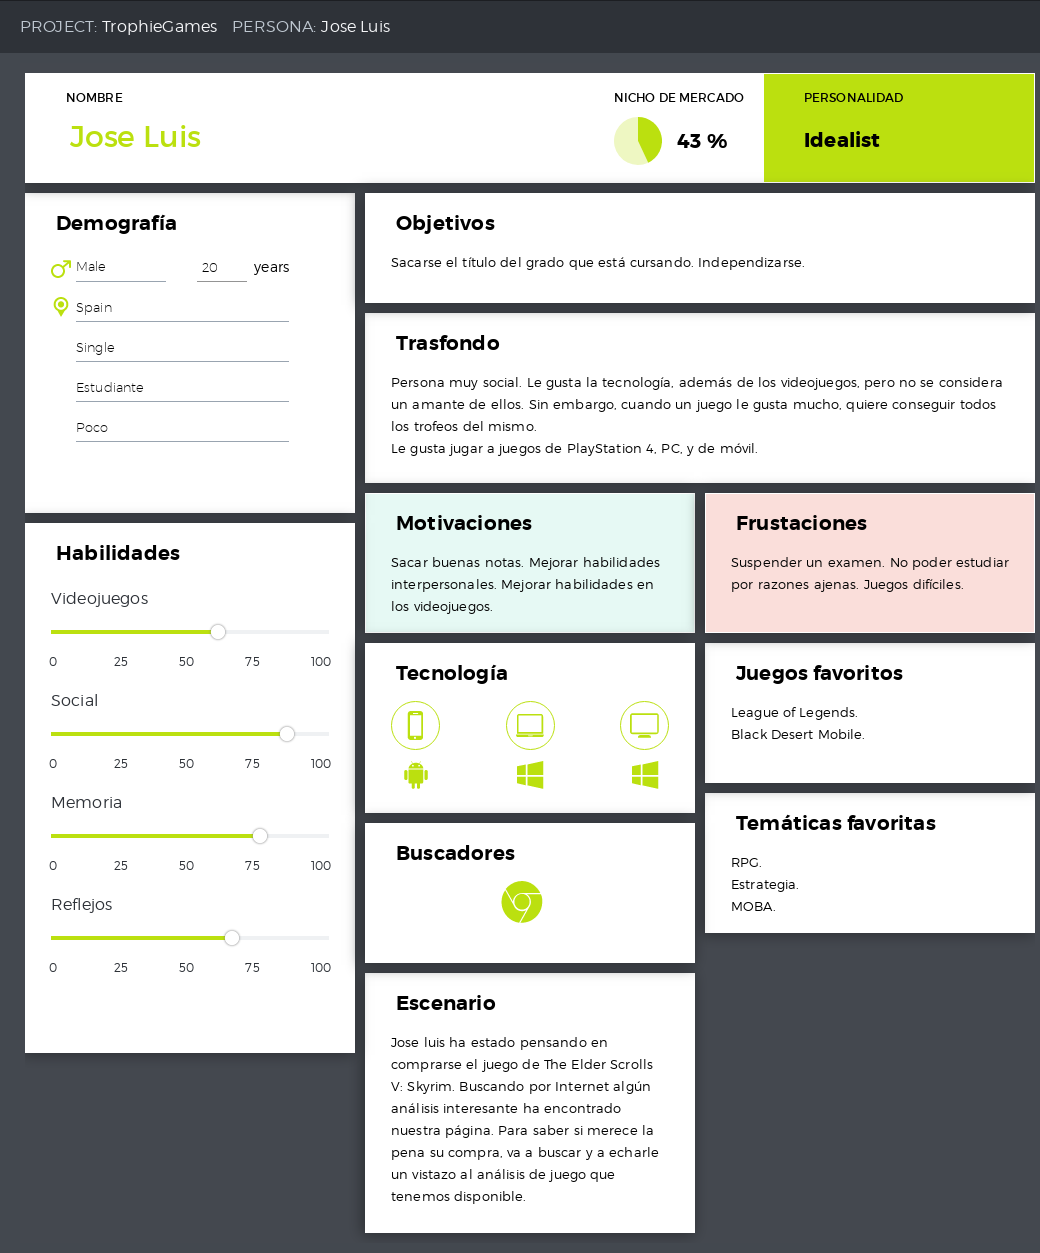 PROJECT: TrophieGames PERSONA: Jose Luis
NOMBRE
Jose Luis
NICHO DE MERCADO
43 %
PERSONALIDAD
Idealist
Demografía
Male 20 years
Spain
Single
Estudiante
Poco
Habilidades
Videojuegos
0 25 50 75 100
Social
0 25 50 75 100
Memoria
0 25 50 75 100
Reflejos
0 25 50 75 100
Objetivos
Sacarse el título del grado que está cursando. Independizarse.
Trasfondo
Persona muy social. Le gusta la tecnología, además de los videojuegos, pero no se considera
un amante de ellos. Sin embargo, cuando un juego le gusta mucho, quiere conseguir todos
los trofeos del mismo.
Le gusta jugar a juegos de PlayStation 4, PC, y de móvil.
Motivaciones
Sacar buenas notas. Mejorar habilidades
interpersonales. Mejorar habilidades en
los videojuegos.
Frustaciones
Suspender un examen. No poder estudiar
por razones ajenas. Juegos difíciles.
Tecnología
Buscadores
Escenario
Jose luis ha estado pensando en
comprarse el juego de The Elder Scrolls
V: Skyrim. Buscando por Internet algún
análisis interesante ha encontrado
nuestra página. Para saber si merece la
pena su compra, va a buscar y a echarle
un vistazo al análisis de juego que
tenemos disponible.
Juegos favoritos
League of Legends.
Black Desert Mobile.
Temáticas favoritas
RPG.
Estrategia.
MOBA.